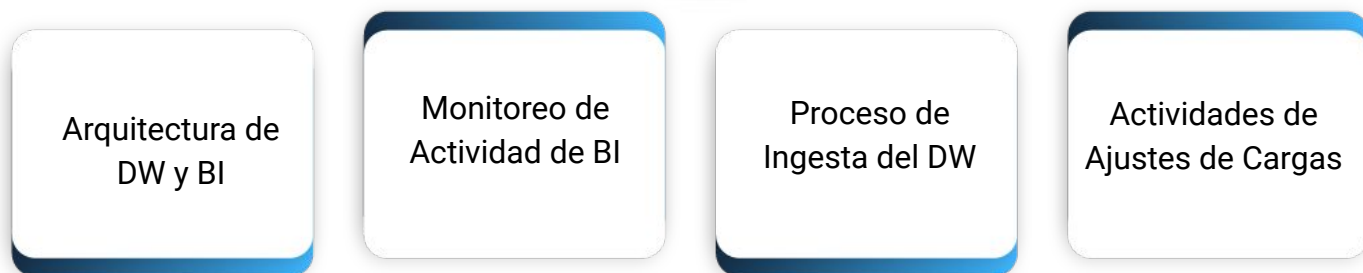 Arquitectura de
DW y BI
Monitoreo de
Actividad de BI
Proceso de
Ingesta del DW
Actividades de
Ajustes de Cargas